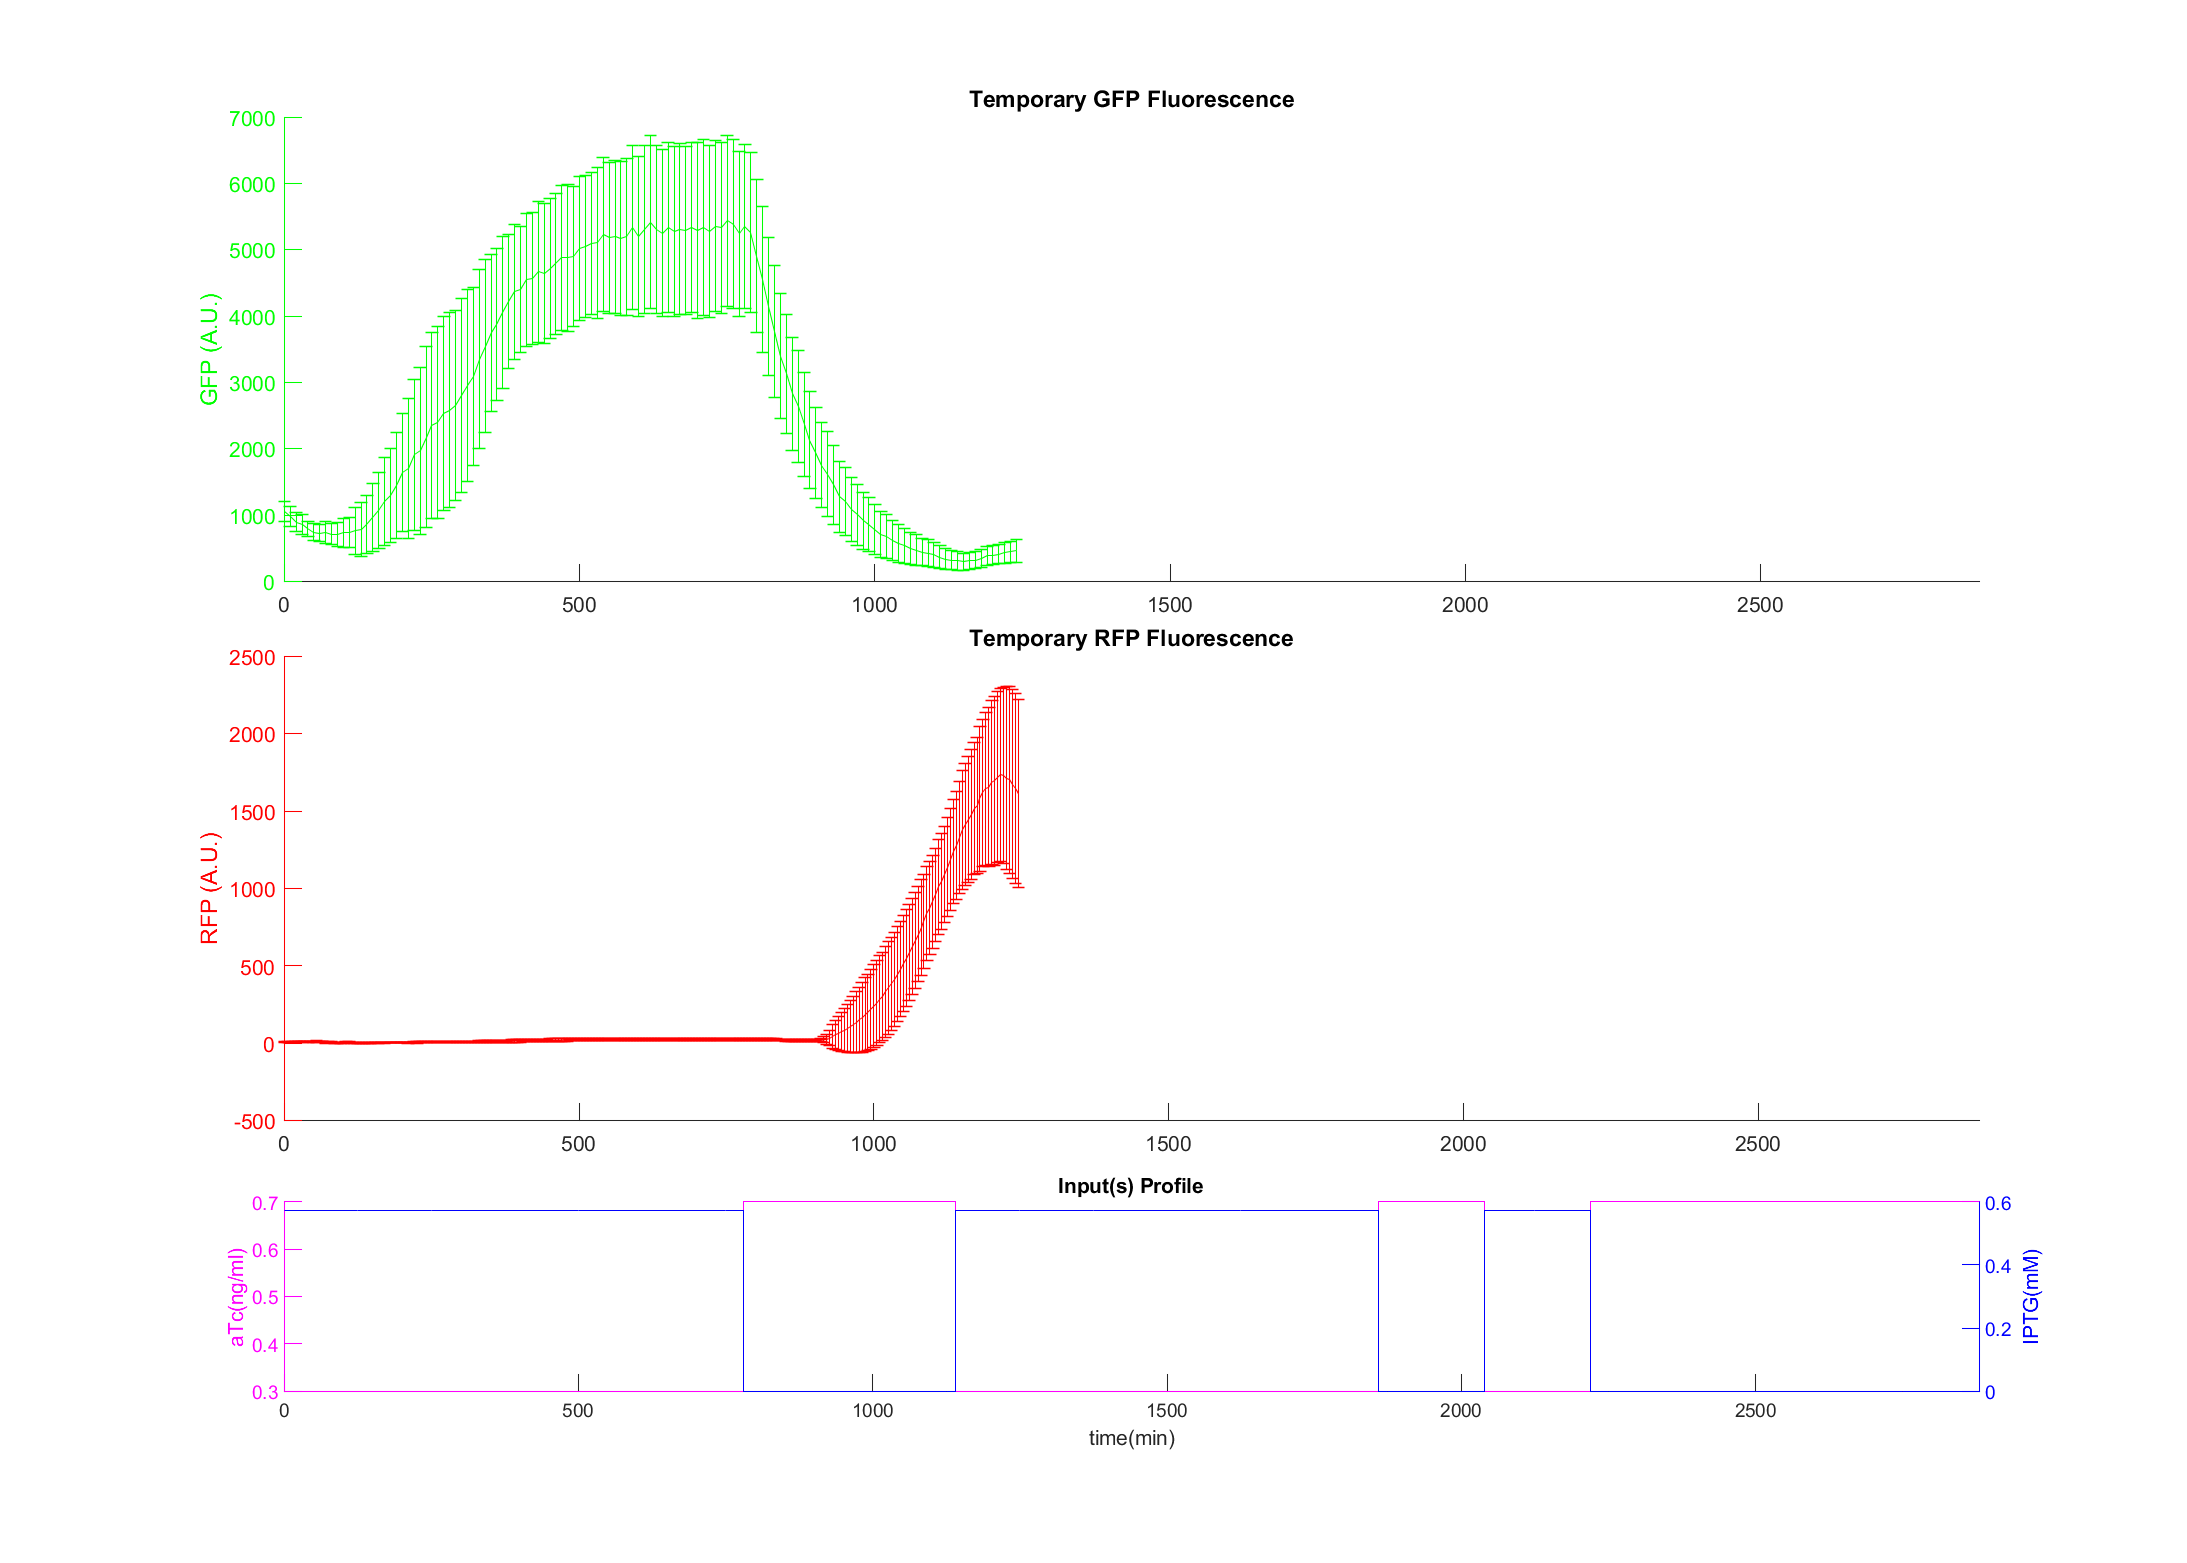 Temporary GFP Fluorescence
7000
6000
5000
4000
3000
2000
1000
0
GFP (A.U.)
0 500 1000 1500 2000 2500
Temporary RFP Fluorescence
2500
2000
1500
1000
500
0
-500
RFP (A.U.)
0 500 1000 1500 2000 2500
Input(s) Profile
0.7
0.6
0.5
0.4
0.3
aTc(ng/ml)
0.6
0.4
0.2
0
IPTG(mM)
0 500 1000 1500 2000 2500
time(min)